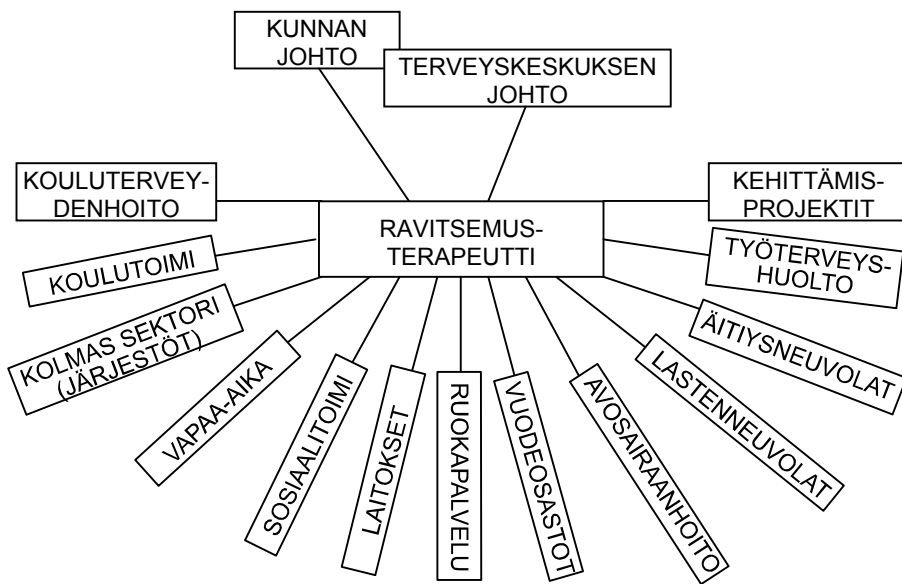 KUNNAN
JOHTO
TERVEYSKESKUKSEN
JOHTO
KOULUTERVEY-
DENHOITO
KEHITTÄMIS-
PROJEKTIT
RAVITSEMUS-
TERAPEUTTI
KOULUTOIMI
TYÖTERVEYS-
HUOLTO
KOLMAS SEKTORI
(JÄRJESTÖT)
ÄITIYSNEUVOLAT
VAPAA-AIKA
LASTENNEUVOLAT
SOSIAALITOIMI
LAITOKSET
RUOKAPALVELU
VUODEOSASTOT
AVOSAIRAANHOITO